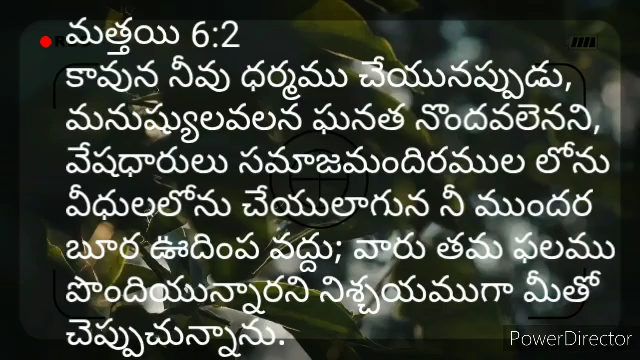 మత్తయి 6:2
కావున నీవు ధర్మము చేయునప్పుడు,
మనుష్యులవలన ఘనత నొందవలెనని,
వేషధారులు సమాజమందిరముల లోను
వీధులలోను చేయులాగున నీ ముందర
బూర ఊదింప వద్దు; వారు తమ ఫలము
పొందియున్నారని నిశ్చయముగా మీతో
చెప్పుచున్నాను.
PowerDirector